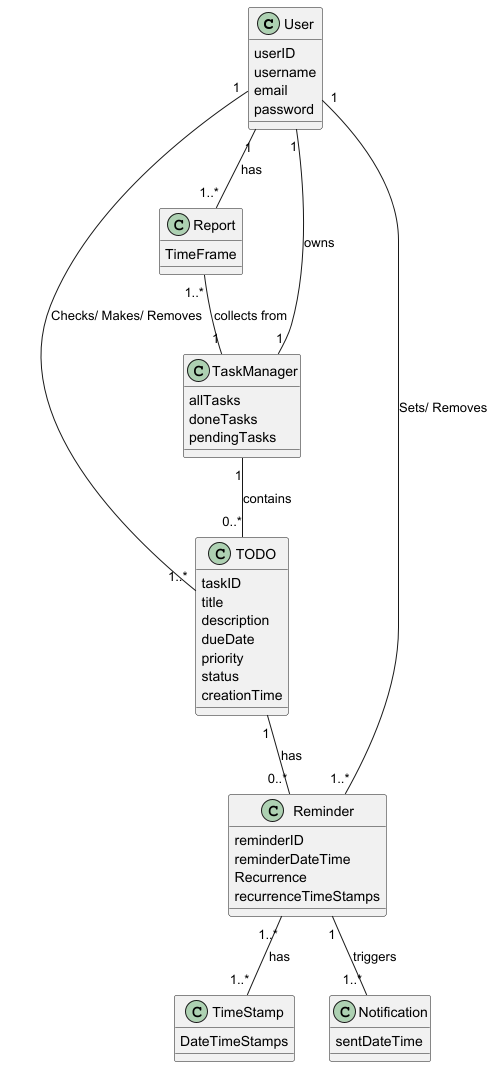 C User
userID
username
email
password
1
1
1
1
has
1..*
C Report
TimeFrame
owns
1..*
Checks/ Makes/ Removes
collects from
1
1
C TaskManager
allTasks
doneTasks
pendingTasks
Sets/ Removes
1
contains
0..*
C TODO
1..*
taskID
title
description
dueDate
priority
status
creationTime
1
has
0..*
1..*
C Reminder
reminderID
reminderDateTime
Recurrence
recurrenceTimeStamps
1..*
1
has
triggers
1..*
1..*
C TimeStamp
DateTimeStamps
C Notification
sentDateTime